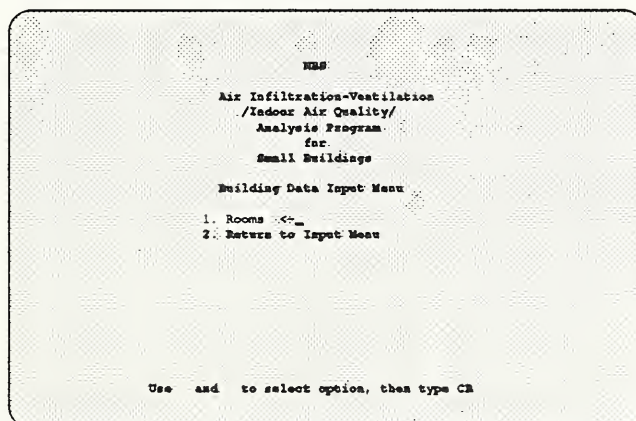 NBS
Air Infiltration-Ventilation
/Indoor Air Quality/
Analysis Program
for
Small Buildings
Building Data Input Menu
1. Rooms <-_
2. Return to Input Menu
Use and to select option, then type CR